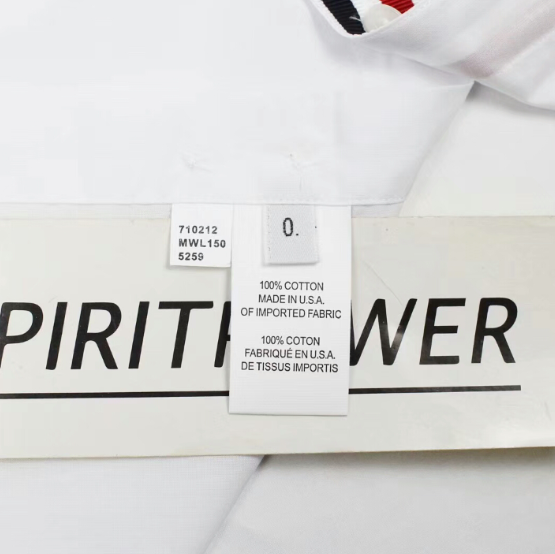 710212
MWL150
5259
0.
100% COTTON
MADE IN U.S.A.
OF IMPORTED FABRIC
100% COTON
FABRIQUÉ EN U.S.A.
DE TISSUS IMPORTIS
PIRIT WER